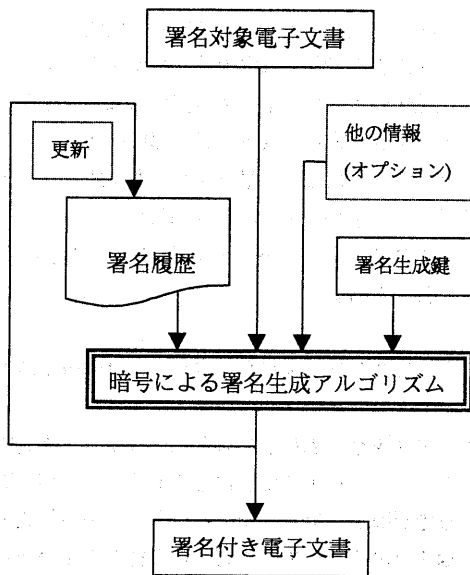 署名対象電子文書
更新
他の情報
(オプション)
署名履歴
署名生成鍵
暗号による署名生成アルゴリズム
署名付き電子文書